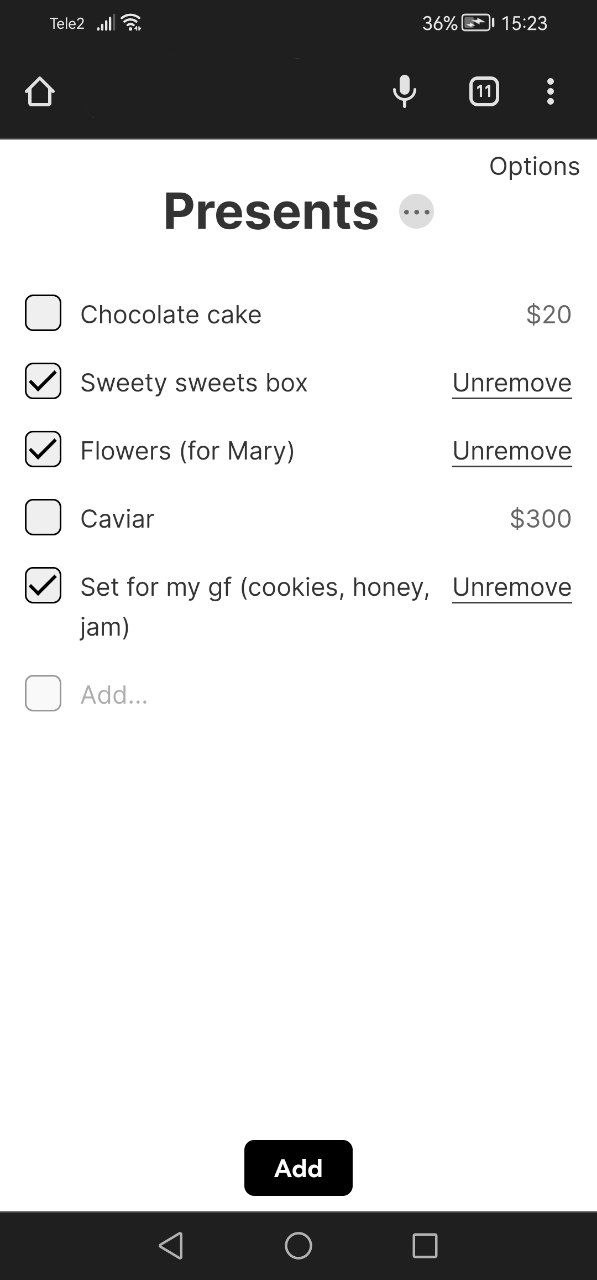 Tele2 36% 15:23
11
Options
Presents
Chocolate cake $20
Sweety sweets box Unremove
Flowers (for Mary) Unremove
Caviar $300
Set for my gf (cookies, honey, Unremove
jam)
Add...
Add